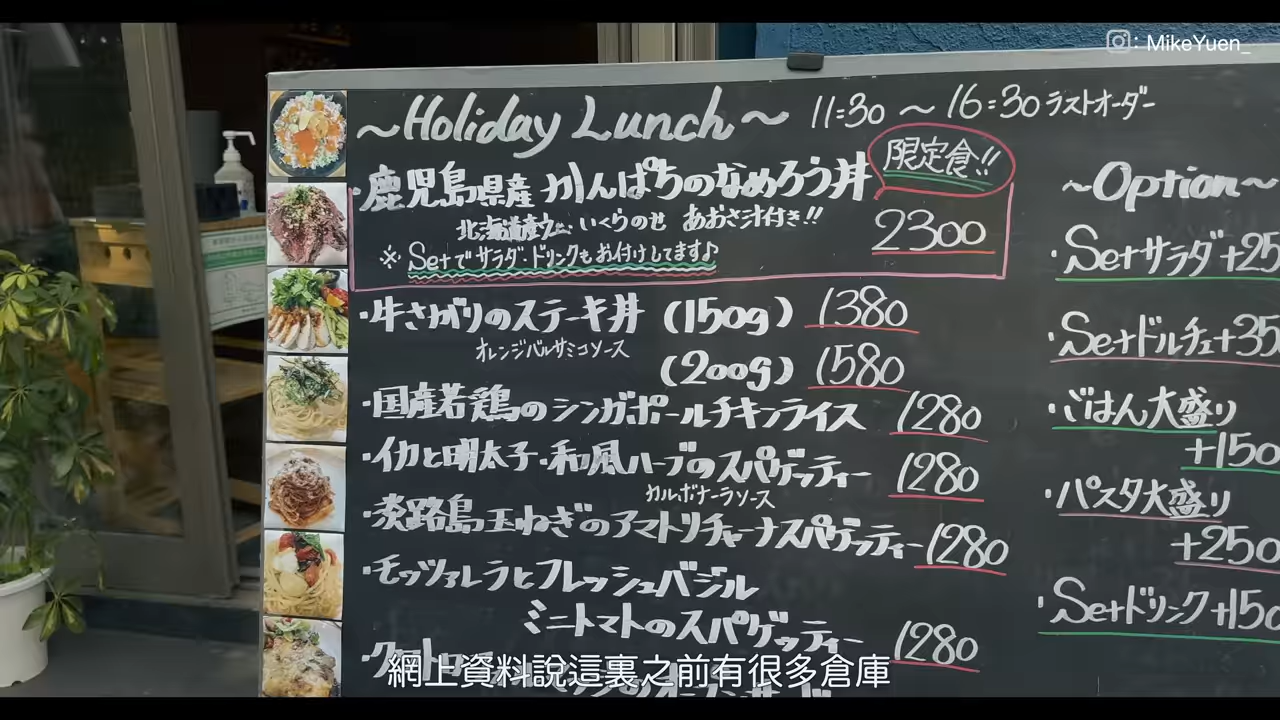 : MikeYuen_
~Holiday Lunch~ 11:30 ~ 16:30 ラストオーダー
限定食!!
・鹿児島県産 かんぱちのなめろう丼
北海道産 いくらのせ あおさ汁付き!! 2300
※Setでサラダ・ドリンクもお付けしてます♪
・牛さがりのステーキ丼 (150g) 1380
オレンジバルサミコソース
(200g) 1580
・国産若鶏のシンガポールチキンライス 1280
・イカと明太子・和風ハーブのスパゲッティー 1280
カルボナーラソース
・淡路島玉ねぎのアマトリチャーナスパゲッティー 1280
・モッツァレラとフレッシュバジル
ミニトマトのスパゲッティー 1280
~Option~
・Setサラダ +25
・Setドルチェ+35
・ごはん大盛り
+150
・パスタ大盛り
+250
・Setドリンク+150
網上資料說這裏之前有很多倉庫